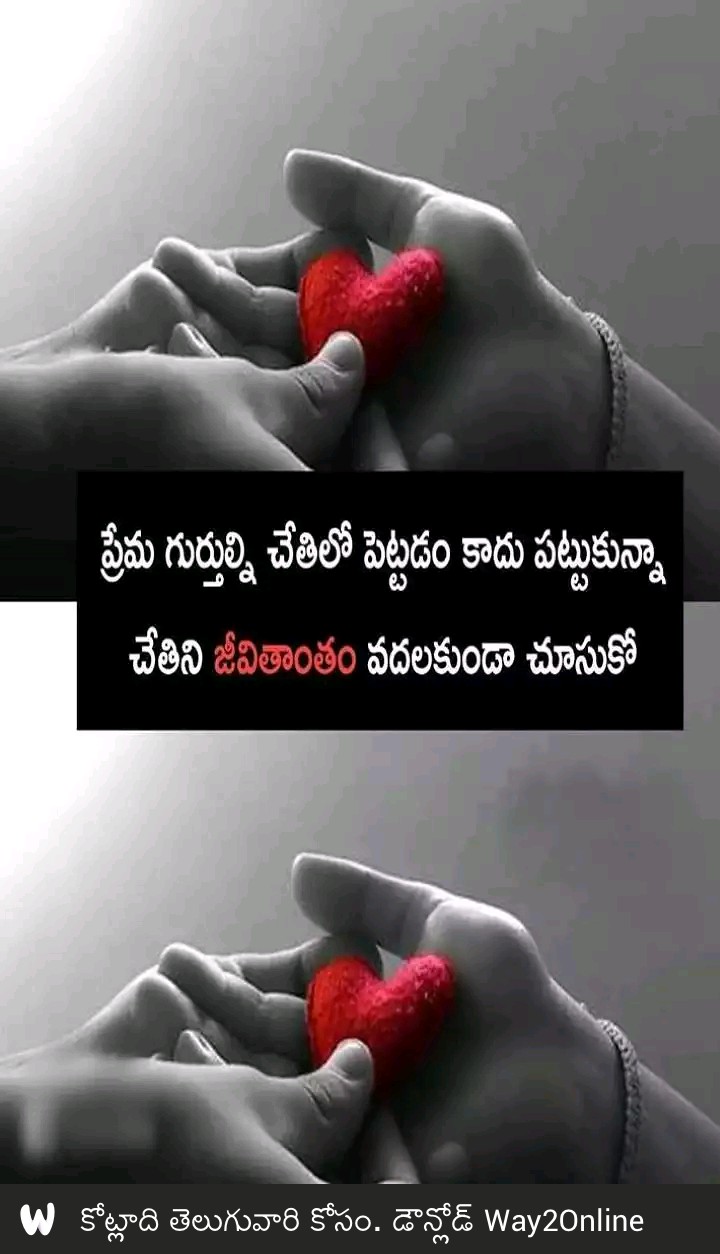 ప్రేమ గుర్తుల్ని చేతిలో పెట్టడం కాదు పట్టుకున్నా
చేతిని జీవితాంతం వదలకుండా చూసుకో
W కోట్లాది తెలుగువారి కోసం. డౌన్లోడ్ Way2Online